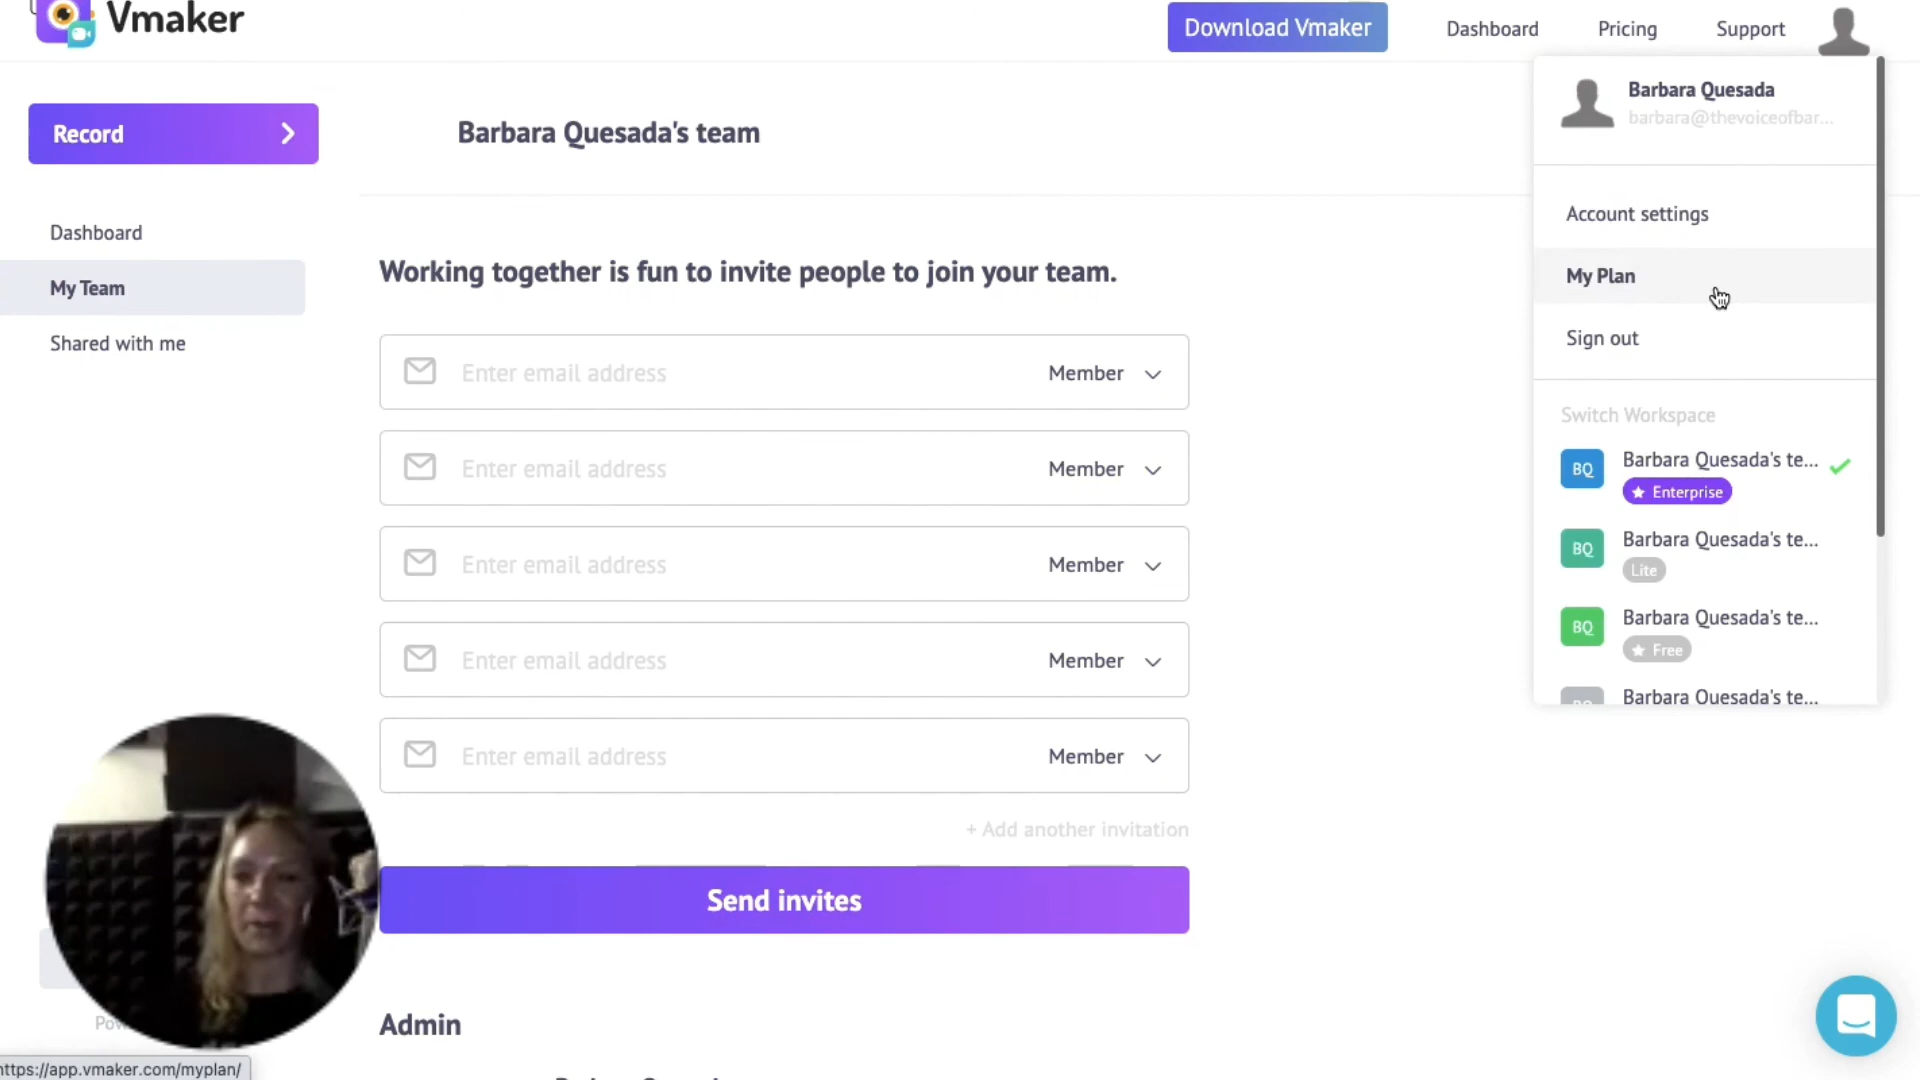 Vmaker
Download Vmaker
Dashboard
Pricing
Support
Barbara Quesada
barbara@thevoiceofbar...
Record
Barbara Quesada's team
Account settings
Dashboard
Working together is fun to invite people to join your team.
My Plan
My Team
Sign out
Shared with me
Enter email address
Member
Switch Workspace
BQ
Barbara Quesada's te...
Enterprise
Enter email address
Member
BQ
Barbara Quesada's te...
Lite
Enter email address
Member
BQ
Barbara Quesada's te...
Free
Enter email address
Member
Barbara Quesada's te...
Enter email address
Member
+ Add another invitation
Send invites
Admin
https://app.vmaker.com/myplan/